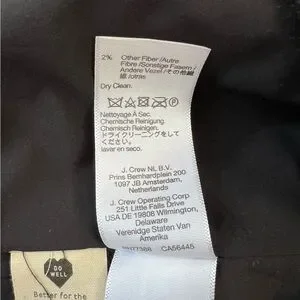 2% Other Fiber /Autre
Fibre /Sonstige Fasern /
Andere Vezel /その他繊
維 /otras
Dry Clean.
Nettoyage À Sec.
Chemische Reinigung.
Chemisch Reinigen.
ドライクリーニングをして
ください。
lavar en seco.
J. Crew NL B.V.
Prins Bernhardplein 200
1097 JB Amsterdam,
Netherlands
J. Crew Operating Corp
251 Little Falls Drive
USA DE 19808 Wilmington,
Delaware
Verenidge Staten Van
Amerika
CA56445
DO
WELL
Better for the